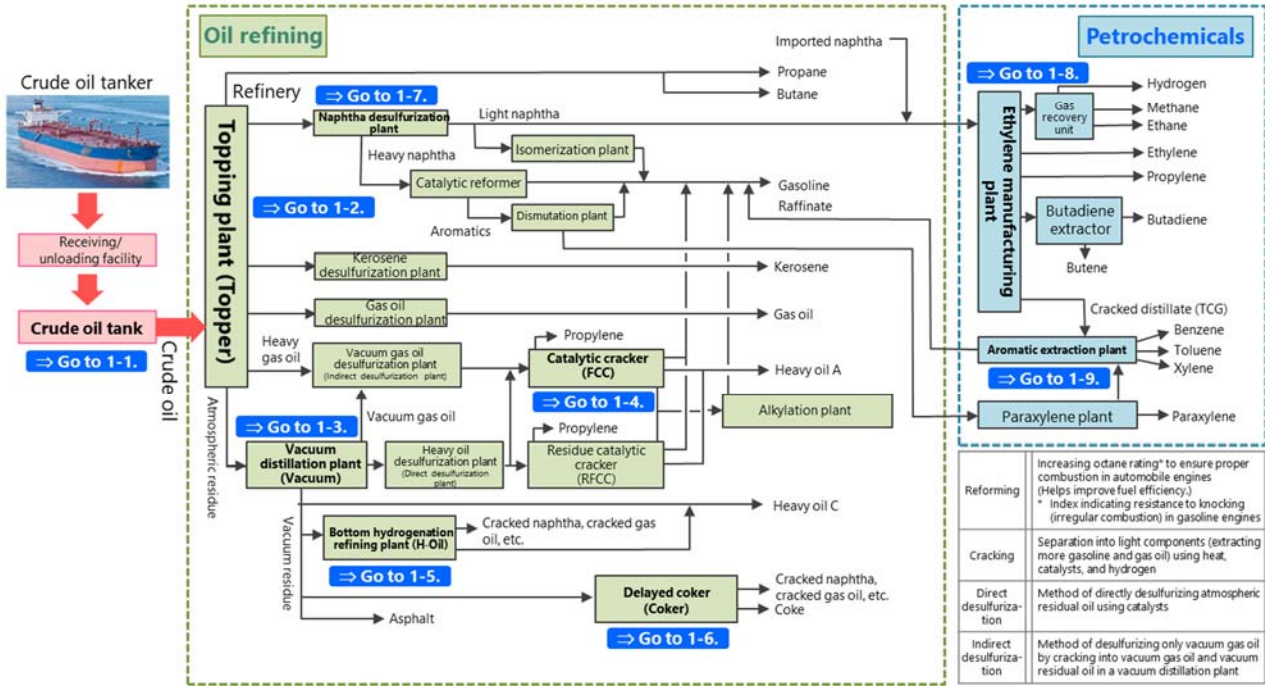 Oil refining
Petrochemicals
Crude oil tanker
Receiving/
unloading facility
Crude oil tank
⇒ Go to 1-1.
Crude oil
Refinery
Topping plant (Topper)
⇒ Go to 1-2.
Imported naphtha
Propane
Butane
⇒ Go to 1-7.
Naphtha desulfurization
plant
Light naphtha
Isomerization plant
Heavy naphtha
Catalytic reformer
Gasoline
Raffinate
Aromatics
Dismutation plant
Kerosene
desulfurization plant
Kerosene
Gas oil
desulfurization plant
Gas oil
Heavy
gas oil
Vacuum gas oil
desulfurization plant
(Indirect desulfurization plant)
Propylene
Catalytic cracker
(FCC)
⇒ Go to 1-4.
Heavy oil A
Alkylation plant
Atmospheric residue
Vacuum gas oil
⇒ Go to 1-3.
Vacuum
distillation plant
(Vacuum)
Heavy oil
desulfurization plant
(Direct desulfurization
plant)
Propylene
Residue catalytic
cracker
(RFCC)
Heavy oil C
Vacuum residue
Bottom hydrogenation
refining plant (H-Oil)
Cracked naphtha, cracked gas
oil, etc.
⇒ Go to 1-5.
Delayed coker
(Coker)
Cracked naphtha,
cracked gas oil, etc.
Coke
⇒ Go to 1-6.
Asphalt
⇒ Go to 1-8.
Ethylene manufacturing
plant
Gas
recovery
unit
Hydrogen
Methane
Ethane
Ethylene
Propylene
Butadiene
extractor
Butadiene
Butene
Cracked distillate (TCG)
Aromatic extraction plant
Benzene
Toluene
Xylene
⇒ Go to 1-9.
Paraxylene plant
Paraxylene
Reforming
Increasing octane rating* to ensure proper
combustion in automobile engines
(Helps improve fuel efficiency.)
* Index indicating resistance to knocking
(irregular combustion) in gasoline engines
Cracking
Separation into light components (extracting
more gasoline and gas oil) using heat,
catalysts, and hydrogen
Direct
desulfuriza-
tion
Method of directly desulfurizing atmospheric
residual oil using catalysts
Indirect
desulfuriza-
tion
Method of desulfurizing only vacuum gas oil
by cracking into vacuum gas oil and vacuum
residual oil in a vacuum distillation plant